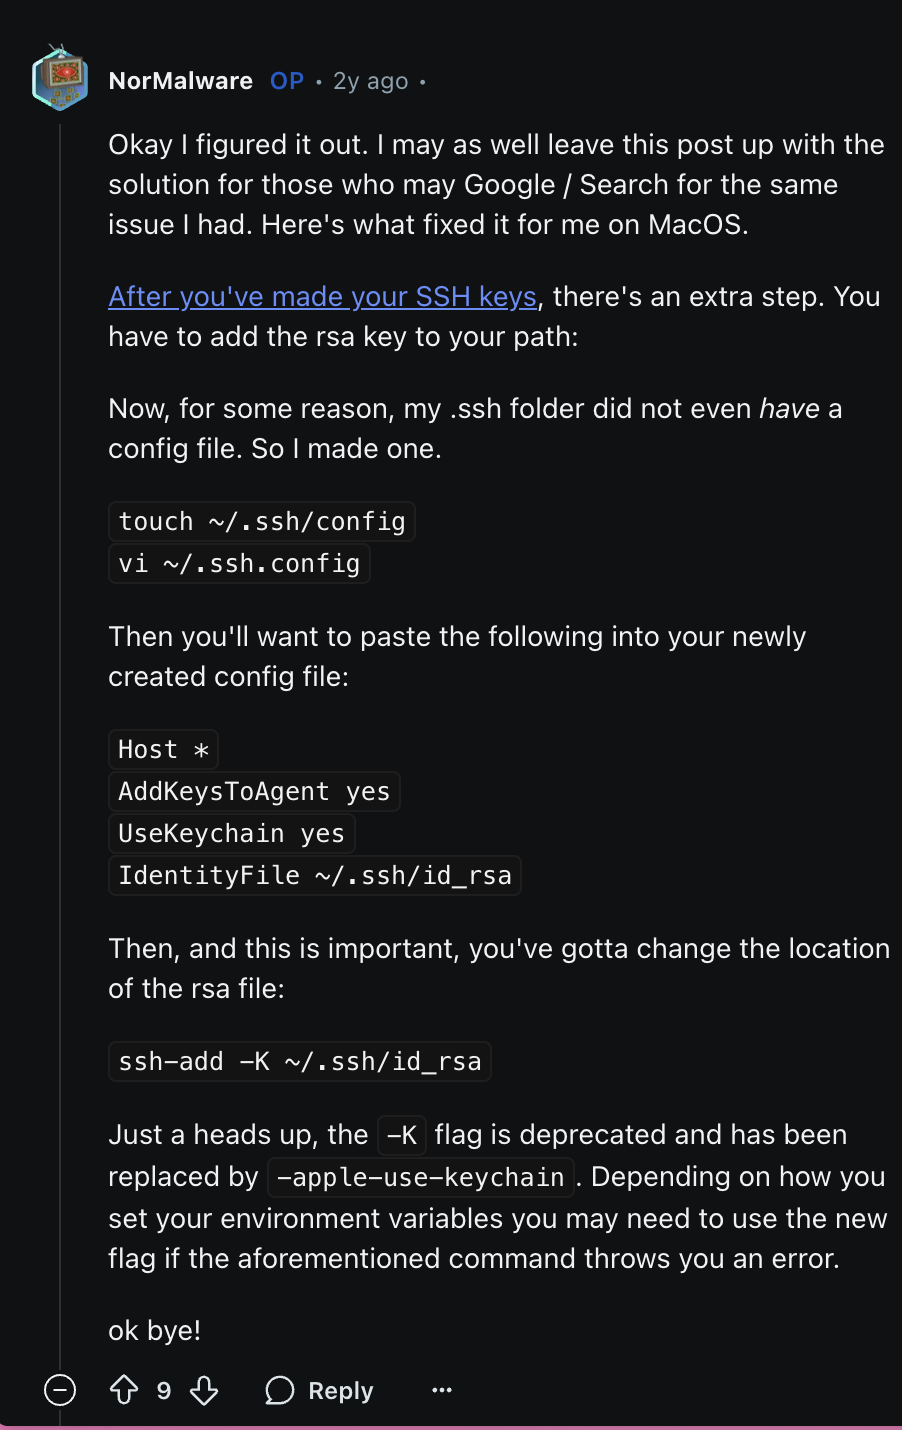 NorMalware OP • 2y ago •
Okay I figured it out. I may as well leave this post up with the
solution for those who may Google / Search for the same
issue I had. Here's what fixed it for me on MacOS.
After you've made your SSH keys, there's an extra step. You
have to add the rsa key to your path:
Now, for some reason, my .ssh folder did not even have a
config file. So I made one.
touch ~/.ssh/config
vi ~/.ssh.config
Then you'll want to paste the following into your newly
created config file:
Host *
AddKeysToAgent yes
UseKeychain yes
IdentityFile ~/.ssh/id_rsa
Then, and this is important, you've gotta change the location
of the rsa file:
ssh-add -K ~/.ssh/id_rsa
Just a heads up, the -K flag is deprecated and has been
replaced by -apple-use-keychain. Depending on how you
set your environment variables you may need to use the new
flag if the aforementioned command throws you an error.
ok bye!
9 Reply